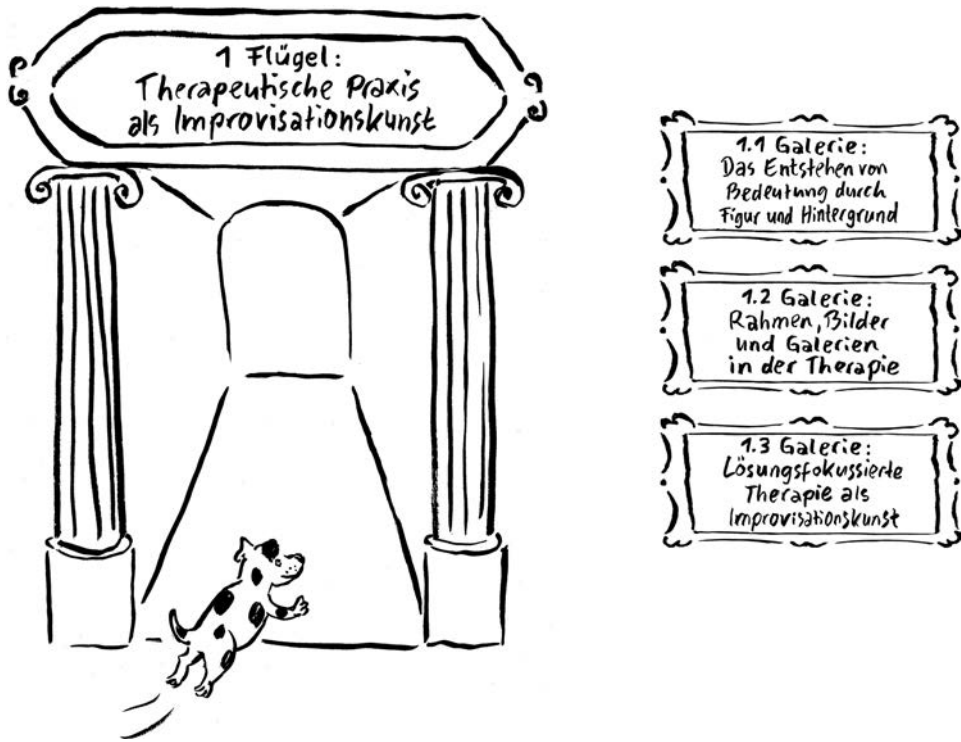 1 Flügel:
Therapeutische Praxis
als Improvisationskunst
1.1 Galerie:
Das Entstehen von
Bedeutung durch
Figur und Hintergrund
1.2 Galerie:
Rahmen, Bilder
und Galerien
in der Therapie
1.3 Galerie:
Lösungsfokussierte
Therapie als
Improvisationskunst